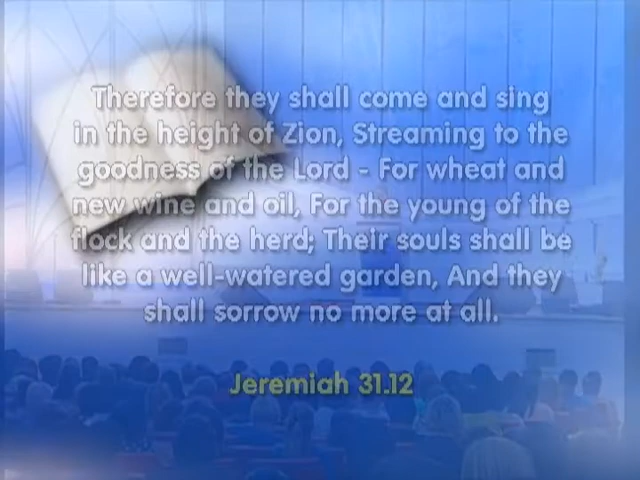 Therefore they shall come and sing
in the height of Zion, Streaming to the
goodness of the Lord - For wheat and
new wine and oil, For the young of the
flock and the herd; Their souls shall be
like a well-watered garden, And they
shall sorrow no more at all.
Jeremiah 31.12